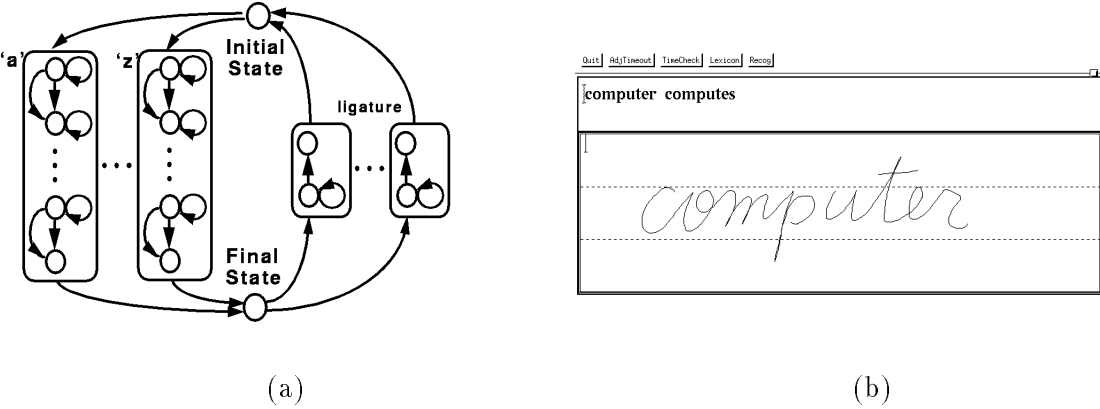 Initial
State
'a'
'z'
ligature
Final
State
(a)
Quit AdjTimeout TimeCheck Lexicon Recog
computer computes
computer
(b)